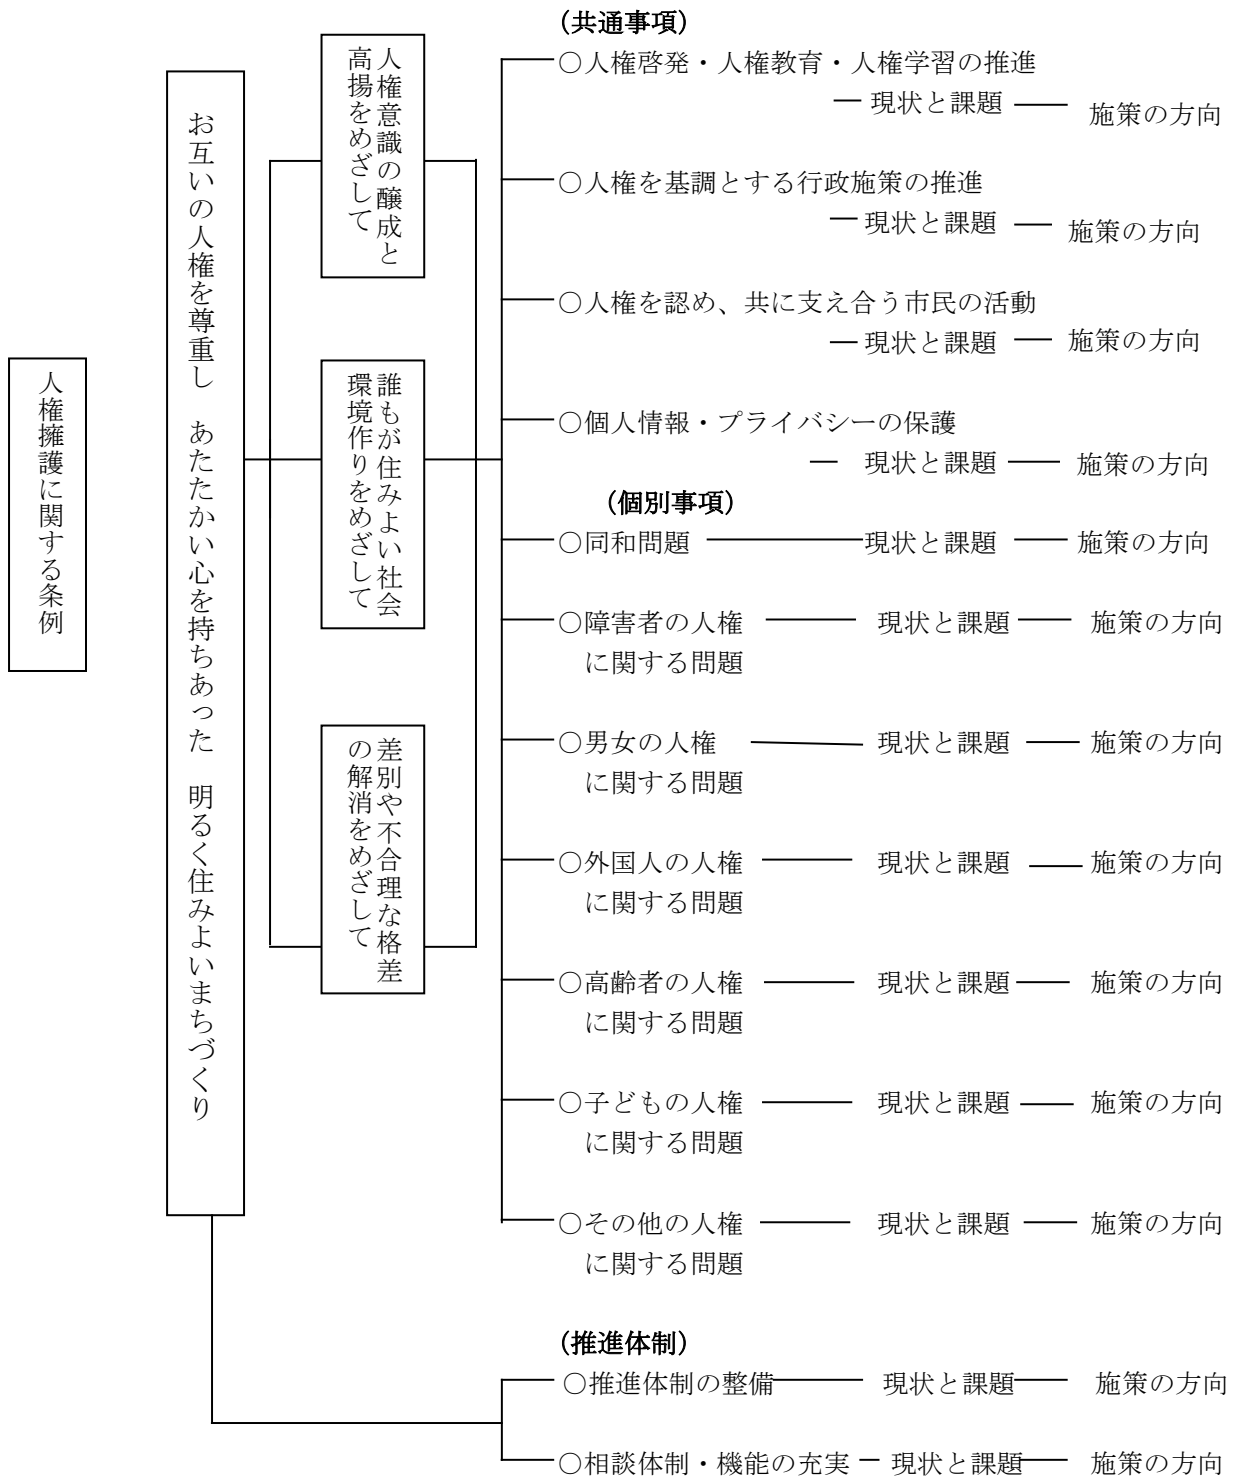 人権擁護に関する条例
お互いの人権を尊重し　あたたかい心を持ちあった　明るく住みよいまちづくり
人権意識の醸成と
高揚をめざして
誰もが住みよい社会
環境作りをめざして
差別や不合理な格差
の解消をめざして
(共通事項)
○人権啓発・人権教育・人権学習の推進
現状と課題 施策の方向
○人権を基調とする行政施策の推進
現状と課題 施策の方向
○人権を認め、共に支え合う市民の活動
現状と課題 施策の方向
○個人情報・プライバシーの保護
現状と課題 施策の方向
(個別事項)
○同和問題 現状と課題 施策の方向
○障害者の人権 現状と課題 施策の方向
に関する問題
○男女の人権 現状と課題 施策の方向
に関する問題
○外国人の人権 現状と課題 施策の方向
に関する問題
○高齢者の人権 現状と課題 施策の方向
に関する問題
○子どもの人権 現状と課題 施策の方向
に関する問題
○その他の人権 現状と課題 施策の方向
に関する問題
(推進体制)
○推進体制の整備 現状と課題 施策の方向
○相談体制・機能の充実 現状と課題 施策の方向